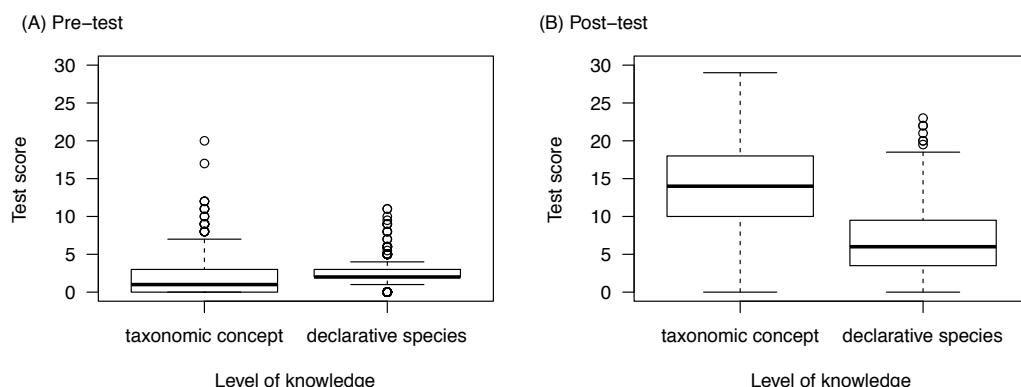 (A) Pre−test
30
25
20
15
10
5
0
Test score
taxonomic concept declarative species
Level of knowledge
(B) Post−test
30
25
20
15
10
5
0
Test score
taxonomic concept declarative species
Level of knowledge